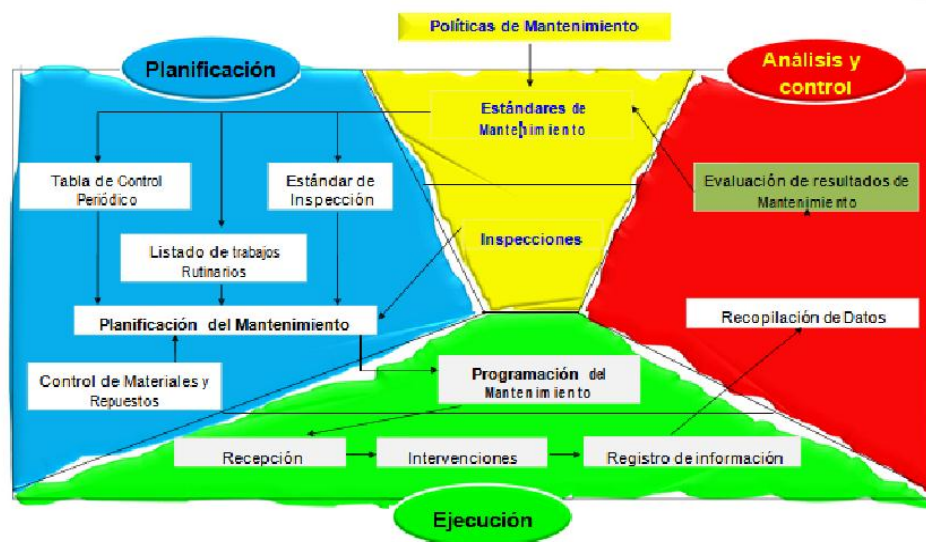 Políticas de Mantenimiento
Planificación
Análisis y
control
Estándares de
Mantenimiento
Tabla de Control
Periódico
Estándar de
Inspección
Evaluación de resultados de
Mantenimiento
Listado de trabajos
Rutinarios
Inspecciones
Planificación del Mantenimiento
Recopilación de Datos
Control de Materiales y
Repuestos
Programación del
Mantenimiento
Recepción
Intervenciones
Registro de información
Ejecución